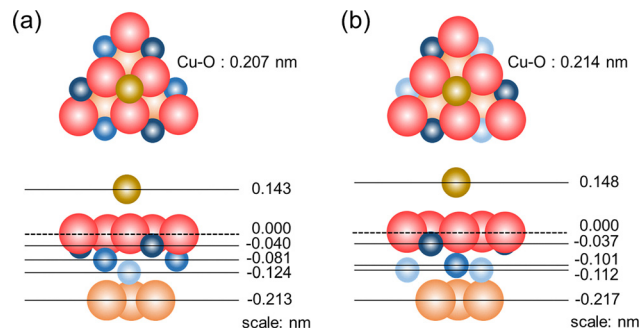 (a)
Cu-O : 0.207 nm
0.143
0.000
-0.040
-0.081
-0.124
-0.213
scale: nm
(b)
Cu-O : 0.214 nm
0.148
0.000
-0.037
-0.101
-0.112
-0.217
scale: nm